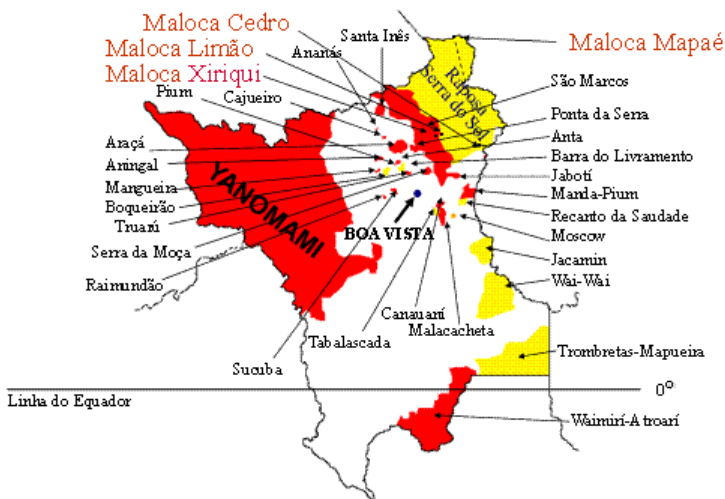 Maloca Cedro
Maloca Limão
Maloca Xiriqui
Maloca Mapaé
Santa Inês
Ananás
Pium
Cajueiro
Araçá
Aningal
Mangueira
Boqueirão
Truarú
Serra da Moça
Raimundão
Sucuba
Tabalascada
Canauaní
Malacacheta
YANOMAMI
BOA VISTA
Raposa
Serra do Sol
São Marcos
Ponta da Serra
Anta
Barra do Livramento
Jabotí
Manda-Pium
Recanto da Saudade
Moscow
Jacamin
Wai-Wai
Trombretas-Mapueira
0º
Linha do Equador
Waimirí-Atroarí